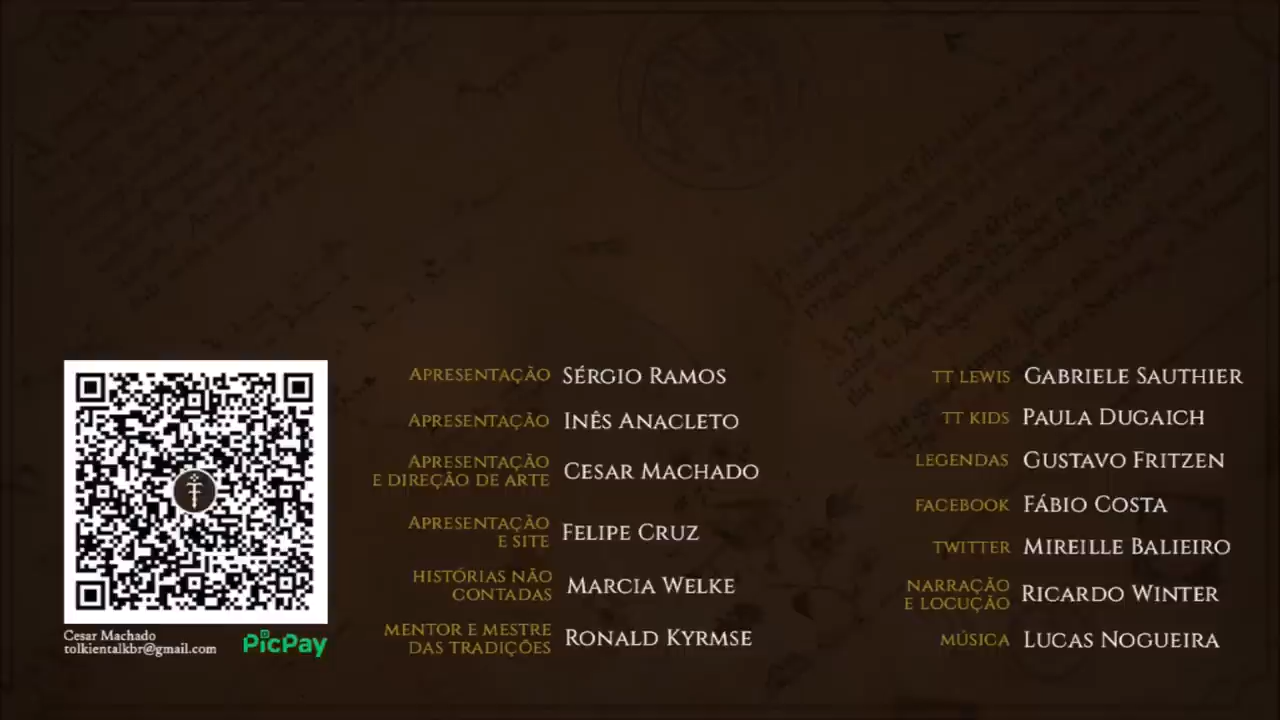 APRESENTAÇÃO SÉRGIO RAMOS
APRESENTAÇÃO INÊS ANACLETO
APRESENTAÇÃO
E DIREÇÃO DE ARTE CESAR MACHADO
APRESENTAÇÃO
E SITE FELIPE CRUZ
HISTÓRIAS NÃO
CONTADAS MARCIA WELKE
MENTOR E MESTRE
DAS TRADIÇÕES RONALD KYRMSE
TT LEWIS GABRIELE SAUTHIER
TT KIDS PAULA DUGAICH
LEGENDAS GUSTAVO FRITZEN
FACEBOOK FÁBIO COSTA
TWITTER MIREILLE BALIEIRO
NARRAÇÃO
E LOCUÇÃO RICARDO WINTER
MÚSICA LUCAS NOGUEIRA
Cesar Machado
tolkientalkbr@gmail.com
PicPay